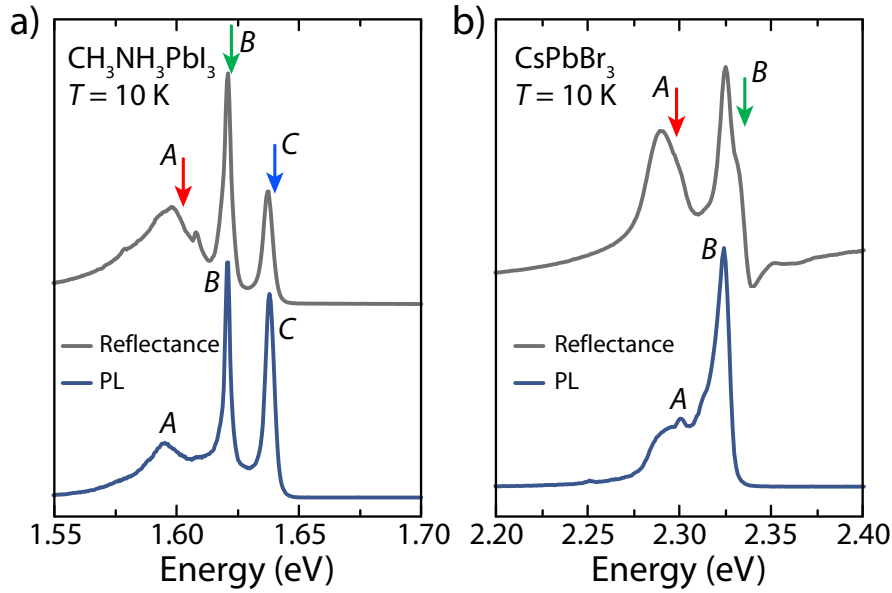 a)
CH₃NH₃PbI₃
T = 10 K
A
B
C
A
B
C
Reflectance
PL
1.55
1.60
1.65
1.70
Energy (eV)
b)
CsPbBr₃
T = 10 K
A
B
A
B
Reflectance
PL
2.20
2.25
2.30
2.35
2.40
Energy (eV)